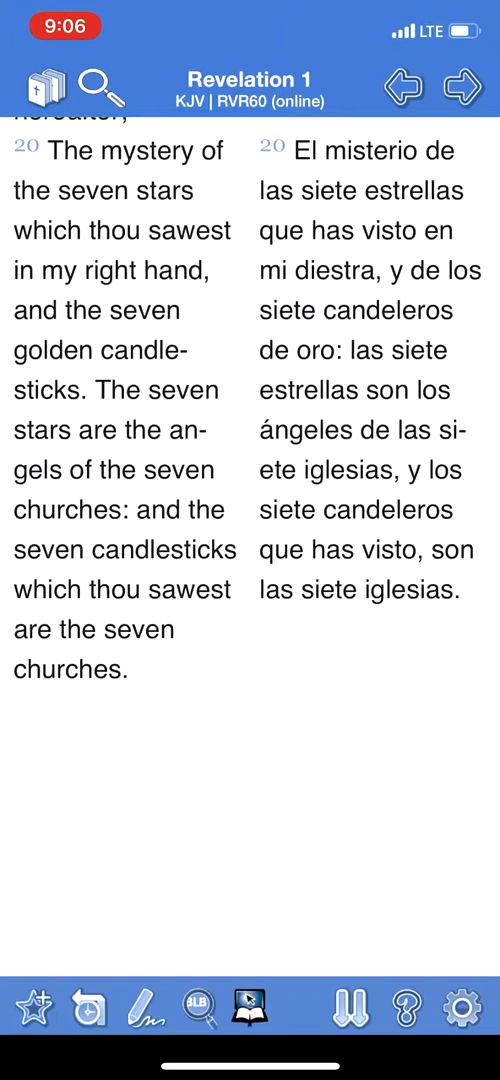 9:06
LTE
Revelation 1
KJV | RVR60 (online)
hereafter;
20 The mystery of
the seven stars
which thou sawest
in my right hand,
and the seven
golden candle-
sticks. The seven
stars are the an-
gels of the seven
churches: and the
seven candlesticks
which thou sawest
are the seven
churches.
20 El misterio de
las siete estrellas
que has visto en
mi diestra, y de los
siete candeleros
de oro: las siete
estrellas son los
ángeles de las si-
ete iglesias, y los
siete candeleros
que has visto, son
las siete iglesias.
BLB